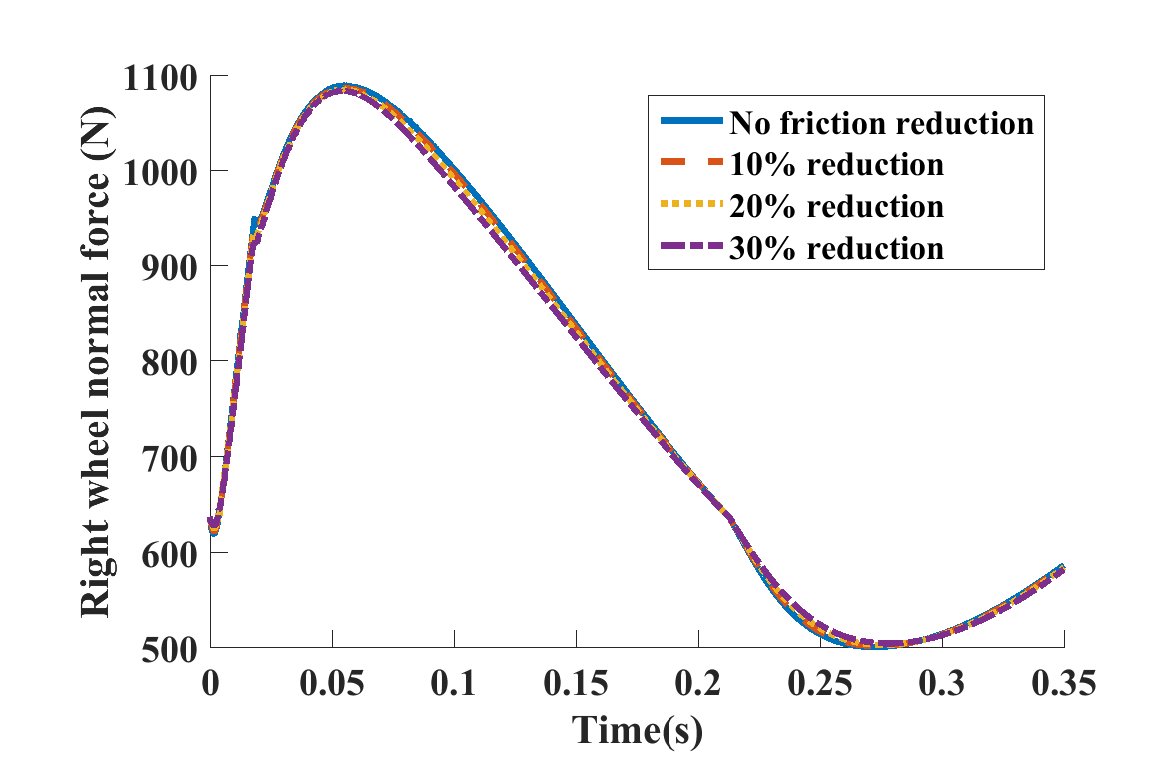 Right wheel normal force (N)
1100
1000
900
800
700
600
500
No friction reduction
10% reduction
20% reduction
30% reduction
0 0.05 0.1 0.15 0.2 0.25 0.3 0.35
Time(s)